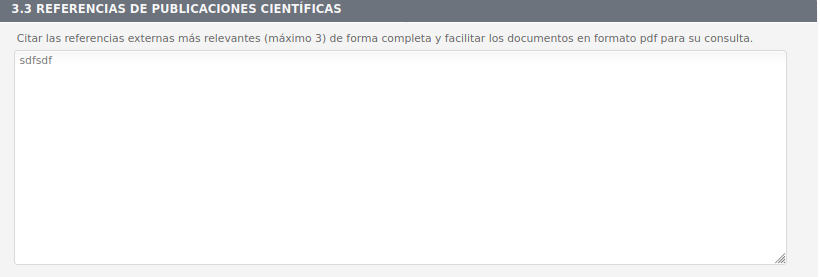 3.3 REFERENCIAS DE PUBLICACIONES CIENTÍFICAS
Citar las referencias externas más relevantes (máximo 3) de forma completa y facilitar los documentos en formato pdf para su consulta.
sdfsdf